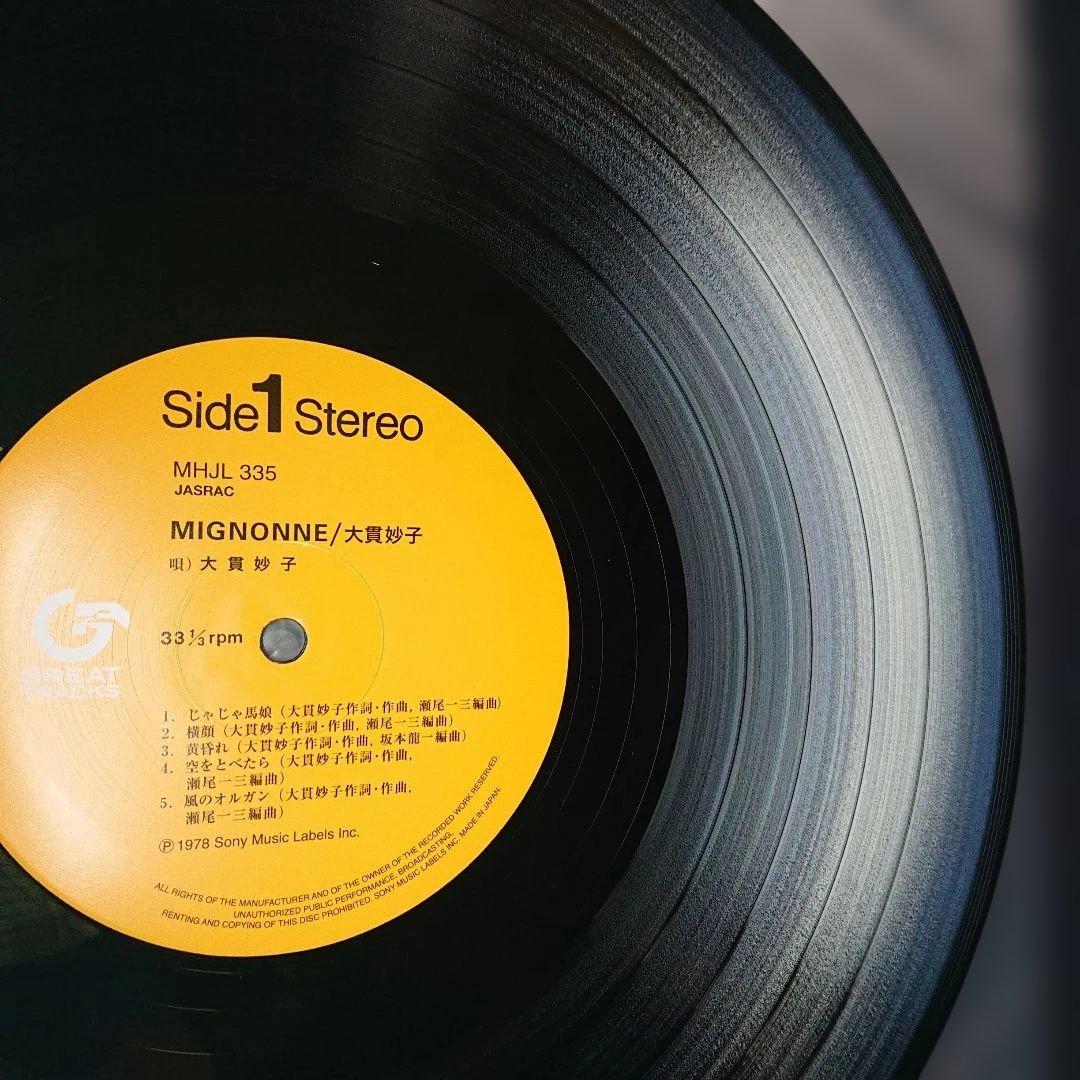 Side 1 Stereo
MHJL 335
JASRAC
MIGNONNE/大貫妙子
唄) 大貫妙子
33 1/3 rpm
GREAT
TRACKS
1. じゃじゃ馬娘 (大貫妙子作詞・作曲, 瀬尾一三編曲)
2. 横顔 (大貫妙子作詞・作曲, 瀬尾一三編曲)
3. 黄昏れ (大貫妙子作詞・作曲, 坂本龍一編曲)
4. 空をとべたら (大貫妙子作詞・作曲,
瀬尾一三編曲)
5. 風のオルガン (大貫妙子作詞・作曲,
瀬尾一三編曲)
Ⓟ 1978 Sony Music Labels Inc.
ALL RIGHTS OF THE MANUFACTURER AND OF THE OWNER OF THE RECORDED WORK RESERVED.
UNAUTHORIZED PUBLIC PERFORMANCE, BROADCASTING,
RENTING AND COPYING OF THIS DISC PROHIBITED. SONY MUSIC LABELS INC. MADE IN JAPAN.